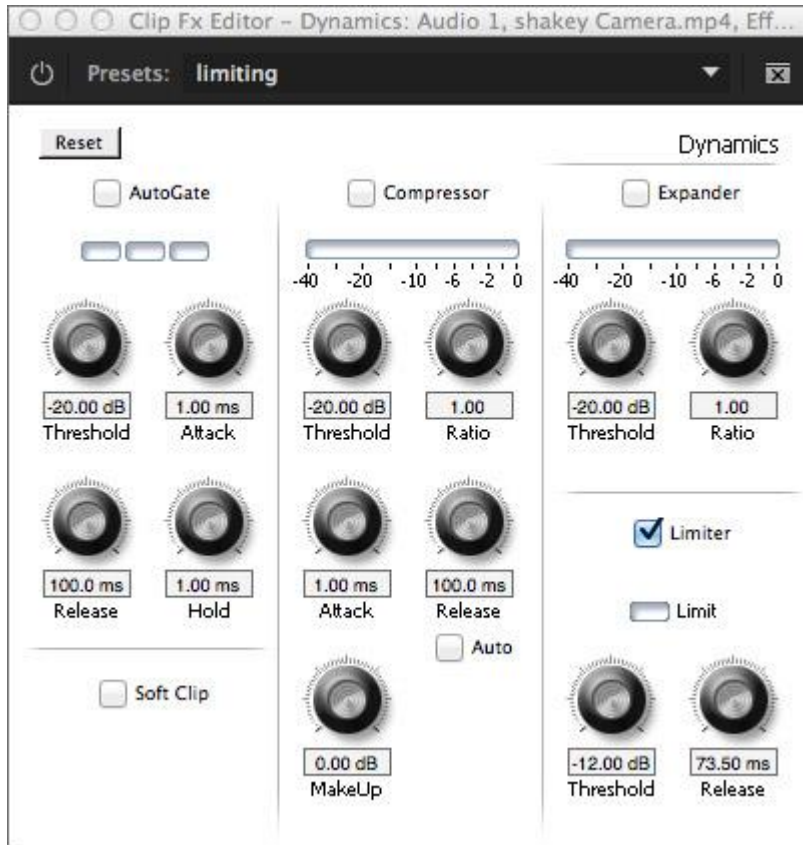 Clip Fx Editor – Dynamics: Audio 1, shakey Camera.mp4, Eff...
Presets: limiting
Reset
Dynamics
AutoGate
Compressor
Expander
-40 -20 -10 -6 -2 0
-40 -20 -10 -6 -2 0
-20.00 dB 1.00 ms -20.00 dB 1.00 -20.00 dB 1.00
Threshold Attack Threshold Ratio Threshold Ratio
Limiter
100.0 ms 1.00 ms 1.00 ms 100.0 ms
Release Hold Attack Release
Limit
Auto
Soft Clip
0.00 dB -12.00 dB 73.50 ms
MakeUp Threshold Release